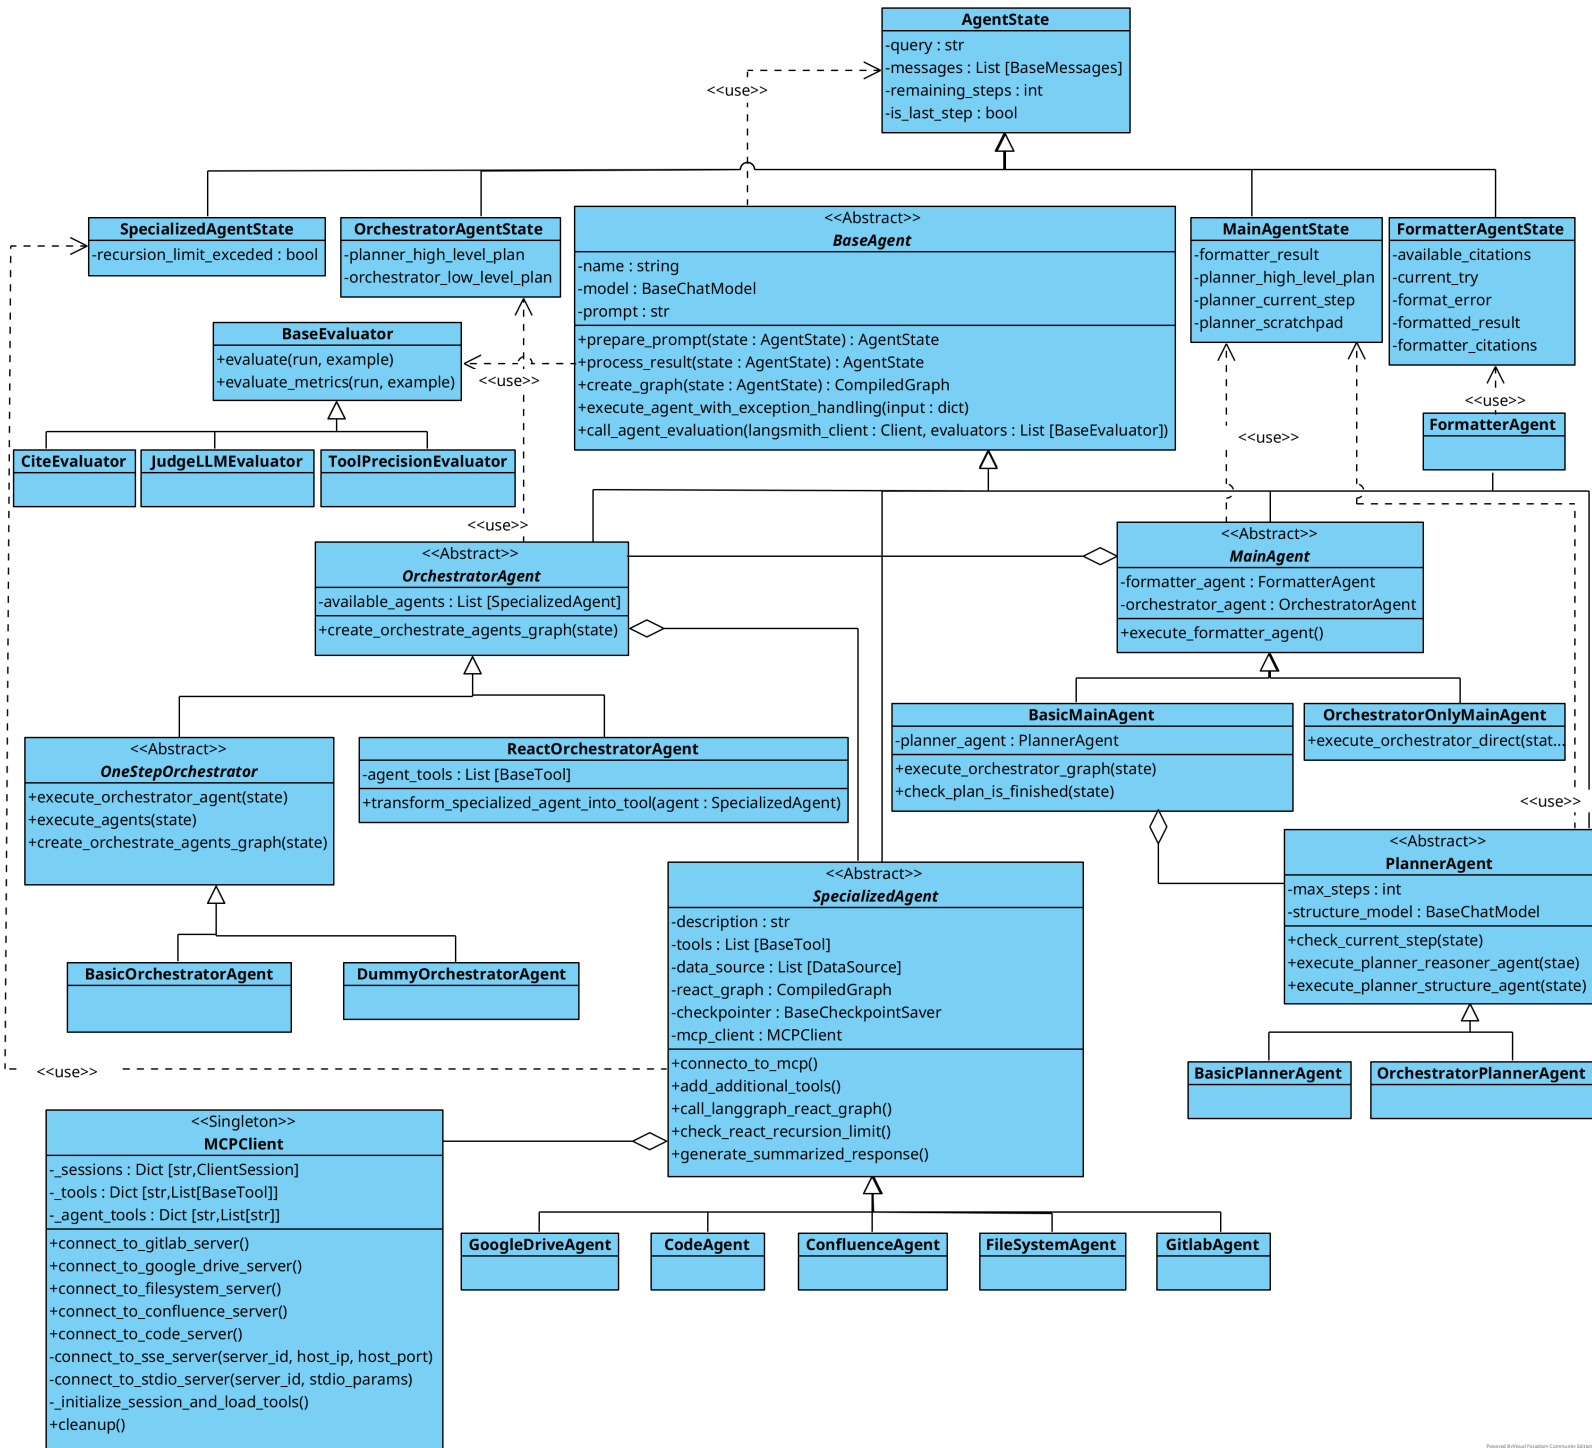 AgentState
-query : str
-messages : List [BaseMessages]
-remaining_steps : int
-is_last_step : bool
<<use>>
SpecializedAgentState
-recursion_limit_exceded : bool
OrchestratorAgentState
-planner_high_level_plan
-orchestrator_low_level_plan
<<Abstract>>
BaseAgent
-name : string
-model : BaseChatModel
-prompt : str
+prepare_prompt(state : AgentState) : AgentState
+process_result(state : AgentState) : AgentState
+create_graph(state : AgentState) : CompiledGraph
+execute_agent_with_exception_handling(input : dict)
+call_agent_evaluation(langsmith_client : Client, evaluators : List [BaseEvaluator])
MainAgentState
-formatter_result
-planner_high_level_plan
-planner_current_step
-planner_scratchpad
FormatterAgentState
-available_citations
-current_try
-format_error
-formatted_result
-formatter_citations
BaseEvaluator
+evaluate(run, example)
+evaluate_metrics(run, example)
<<use>>
<<use>>
FormatterAgent
<<use>>
CiteEvaluator
JudgeLLMEvaluator
ToolPrecisionEvaluator
<<use>>
<<Abstract>>
OrchestratorAgent
-available_agents : List [SpecializedAgent]
+create_orchestrate_agents_graph(state)
<<Abstract>>
MainAgent
-formatter_agent : FormatterAgent
-orchestrator_agent : OrchestratorAgent
+execute_formatter_agent()
<<Abstract>>
OneStepOrchestrator
+execute_orchestrator_agent(state)
+execute_agents(state)
+create_orchestrate_agents_graph(state)
ReactOrchestratorAgent
-agent_tools : List [BaseTool]
+transform_specialized_agent_into_tool(agent : SpecializedAgent)
BasicMainAgent
-planner_agent : PlannerAgent
+execute_orchestrator_graph(state)
+check_plan_is_finished(state)
OrchestratorOnlyMainAgent
+execute_orchestrator_direct(stat...
<<use>>
<<Abstract>>
PlannerAgent
-max_steps : int
-structure_model : BaseChatModel
+check_current_step(state)
+execute_planner_reasoner_agent(stae)
+execute_planner_structure_agent(state)
<<Abstract>>
SpecializedAgent
-description : str
-tools : List [BaseTool]
-data_source : List [DataSource]
-react_graph : CompiledGraph
-checkpointer : BaseCheckpointSaver
-mcp_client : MCPClient
+connecto_to_mcp()
+add_additional_tools()
+call_langgraph_react_graph()
+check_react_recursion_limit()
+generate_summarized_response()
BasicOrchestratorAgent
DummyOrchestratorAgent
BasicPlannerAgent
OrchestratorPlannerAgent
<<use>>
<<Singleton>>
MCPClient
-_sessions : Dict [str,ClientSession]
-_tools : Dict [str,List[BaseTool]]
-_agent_tools : Dict [str,List[str]]
+connect_to_gitlab_server()
+connect_to_google_drive_server()
+connect_to_filesystem_server()
+connect_to_confluence_server()
+connect_to_code_server()
-connect_to_sse_server(server_id, host_ip, host_port)
-connect_to_stdio_server(server_id, stdio_params)
-_initialize_session_and_load_tools()
+cleanup()
GoogleDriveAgent
CodeAgent
ConfluenceAgent
FileSystemAgent
GitlabAgent
Powered By Visual Paradigm Community Edition